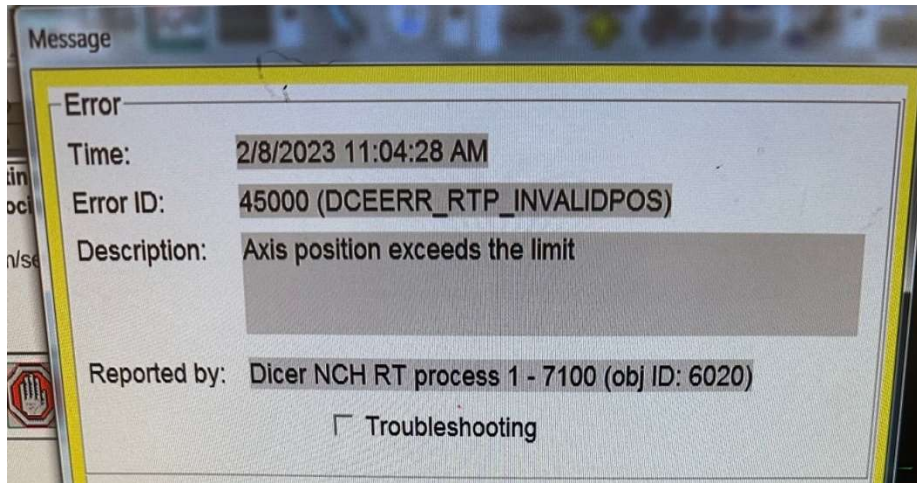 Message
Error
Time: 2/8/2023 11:04:28 AM
Error ID: 45000 (DCEERR_RTP_INVALIDPOS)
Description: Axis position exceeds the limit
Reported by: Dicer NCH RT process 1 - 7100 (obj ID: 6020)
Troubleshooting